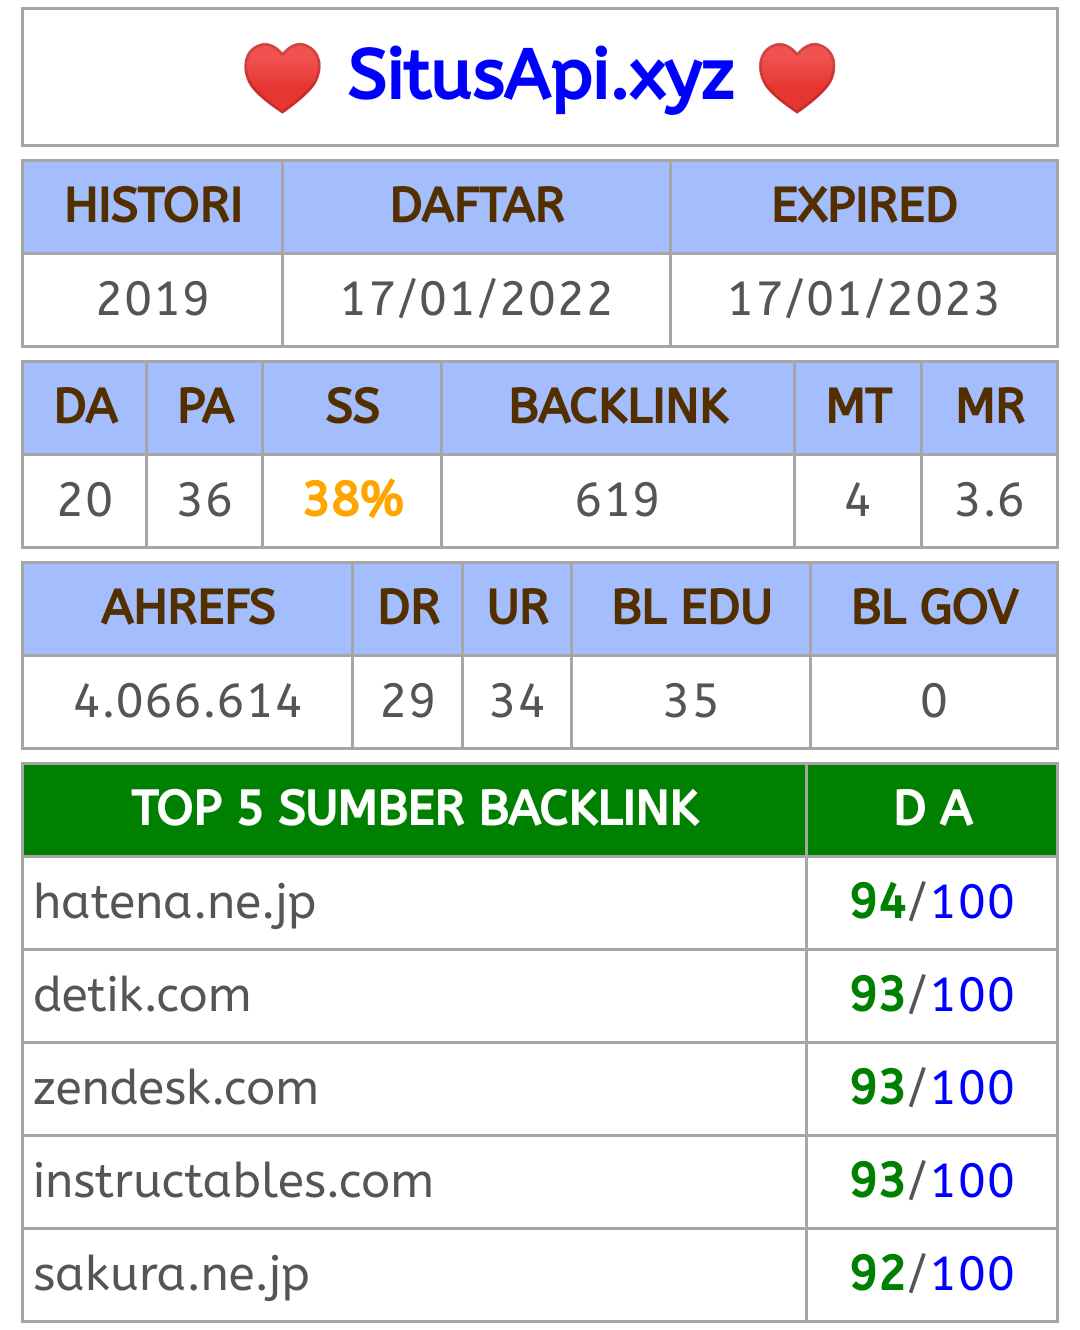 ❤️ SitusApi.xyz ❤️
HISTORI DAFTAR EXPIRED
2019 17/01/2022 17/01/2023
DA PA SS BACKLINK MT MR
20 36 38% 619 4 3.6
AHREFS DR UR BL EDU BL GOV
4.066.614 29 34 35 0
TOP 5 SUMBER BACKLINK D A
hatena.ne.jp 94/100
detik.com 93/100
zendesk.com 93/100
instructables.com 93/100
sakura.ne.jp 92/100